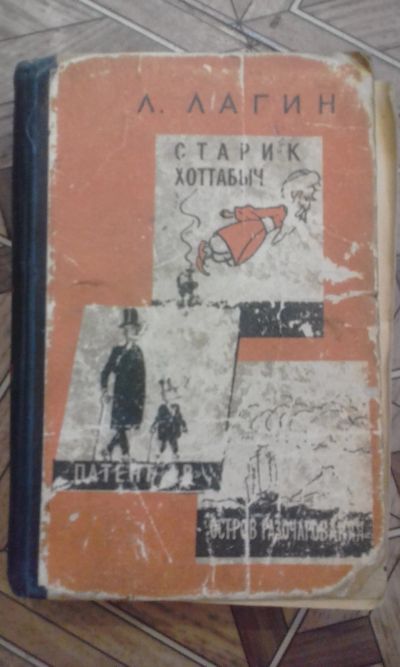 Л. ЛАГИН
СТАРИК
ХОТТАБЫЧ
ПАТЕНТ АВ
ОСТРОВ РАЗОЧАРОВАНИЯ